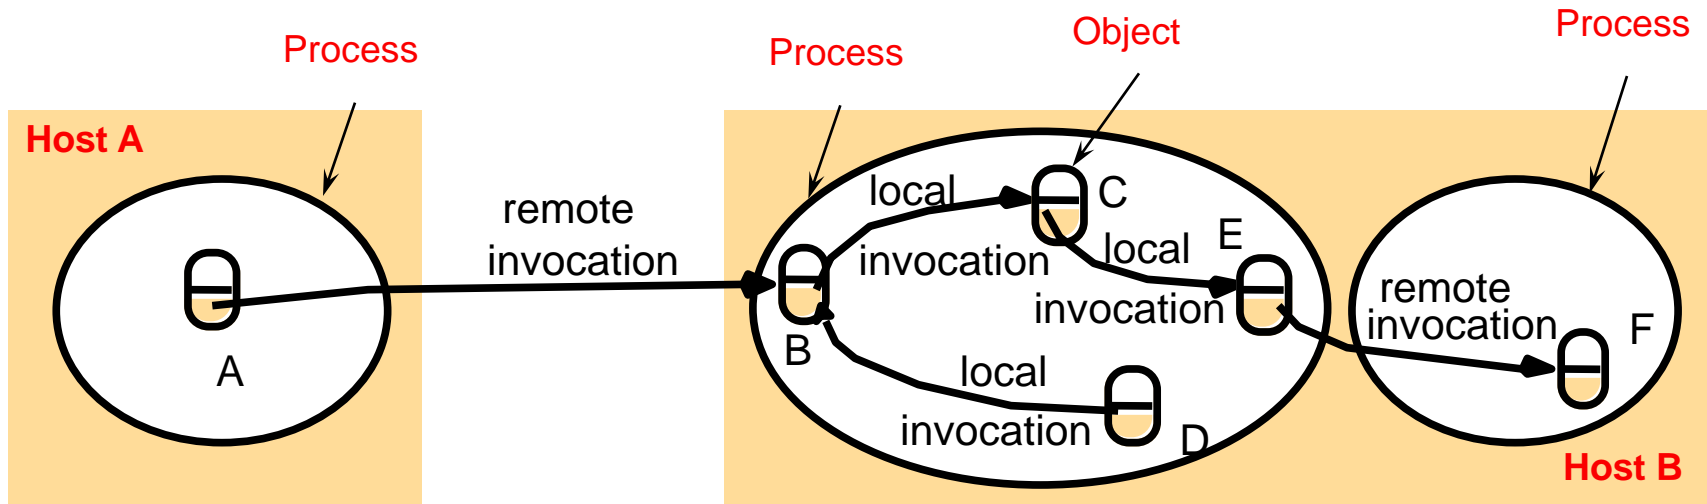 Process
Process
Object
Process
Host A
remote
invocation
A
local
invocation
C
local
invocation
E
B
local
invocation
D
remote
invocation
F
Host B